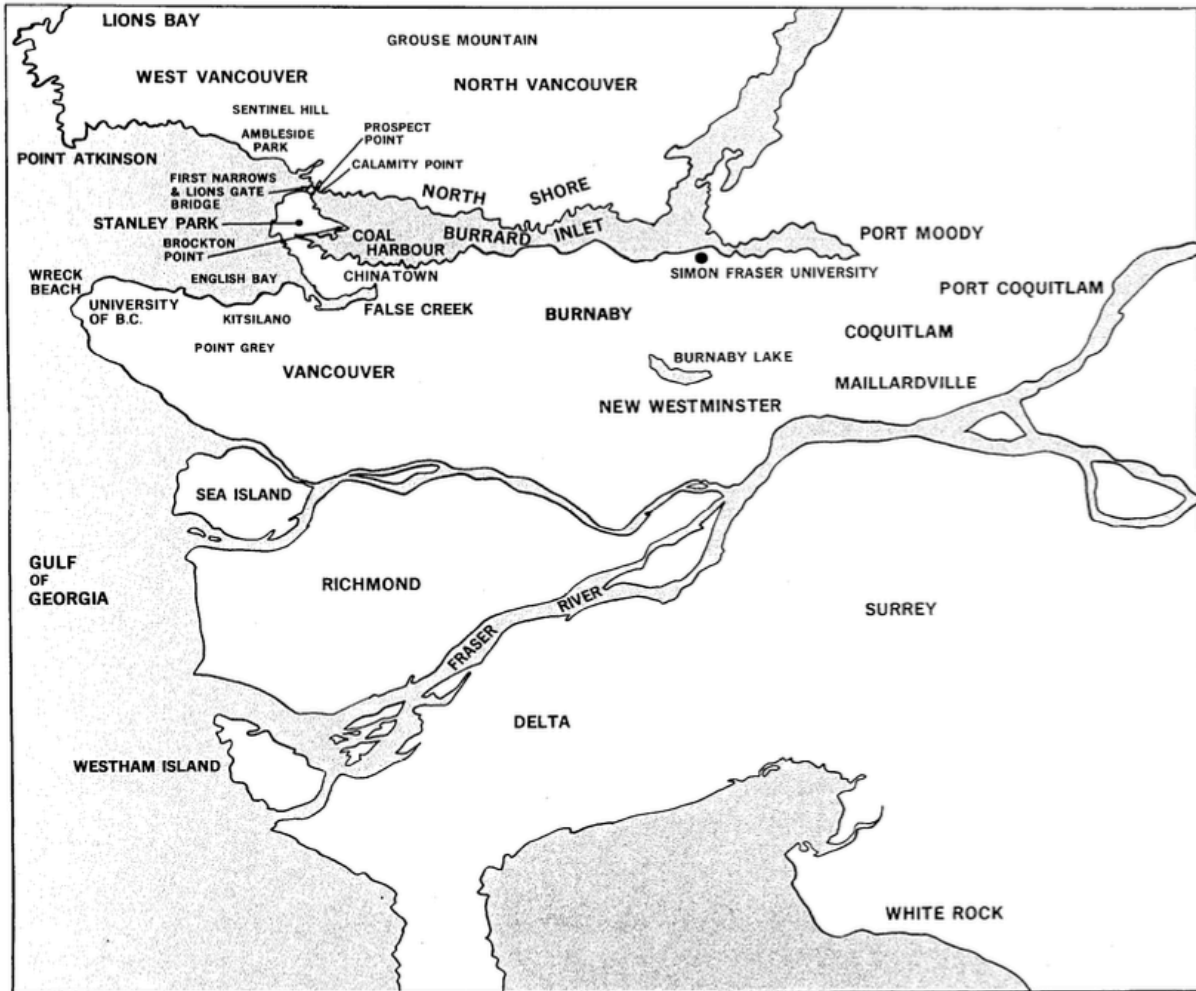 LIONS BAY
GROUSE MOUNTAIN
WEST VANCOUVER
NORTH VANCOUVER
SENTINEL HILL
AMBLESIDE
PARK
PROSPECT
POINT
POINT ATKINSON
CALAMITY POINT
FIRST NARROWS
& LIONS GATE
BRIDGE
NORTH SHORE
STANLEY PARK
BROCKTON
POINT
COAL
HARBOUR
BURRARD INLET
PORT MOODY
WRECK
BEACH
ENGLISH BAY
CHINATOWN
SIMON FRASER UNIVERSITY
UNIVERSITY
OF B.C.
KITSILANO
FALSE CREEK
BURNABY
PORT COQUITLAM
POINT GREY
COQUITLAM
VANCOUVER
BURNABY LAKE
MAILLARDVILLE
NEW WESTMINSTER
SEA ISLAND
GULF
OF
GEORGIA
RICHMOND
FRASER RIVER
SURREY
DELTA
WESTHAM ISLAND
WHITE ROCK